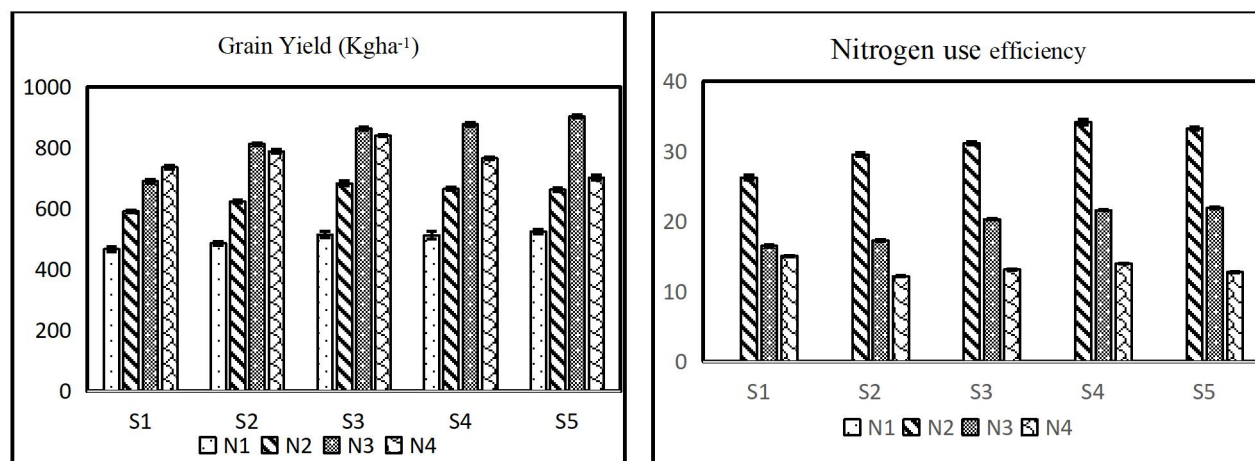 Grain Yield (Kgha-1)
1000
800
600
400
200
0
S1 S2 S3 S4 S5
N1 N2 N3 N4
Nitrogen use efficiency
40
30
20
10
0
S1 S2 S3 S4 S5
N1 N2 N3 N4